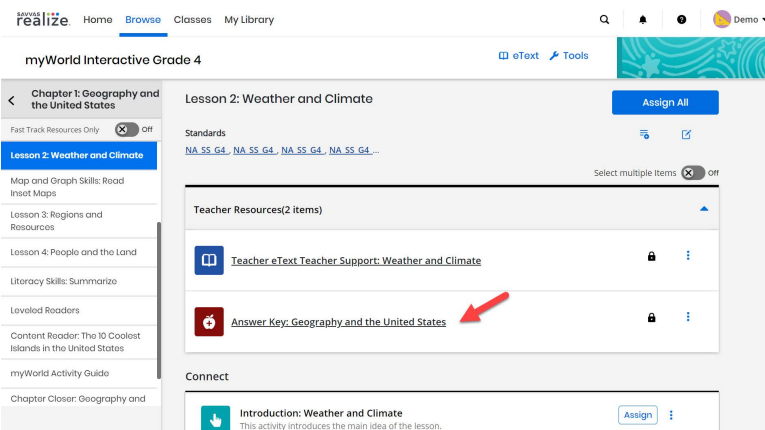 SAVVAS
realize. Home Browse Classes My Library Demo
myWorld Interactive Grade 4 eText Tools
Chapter 1: Geography and
the United States
Fast Track Resources Only Off
Lesson 2: Weather and Climate
Map and Graph Skills: Read
Inset Maps
Lesson 3: Regions and
Resources
Lesson 4: People and the Land
Literacy Skills: Summarize
Leveled Readers
Content Reader: The 10 Coolest
Islands in the United States
myWorld Activity Guide
Chapter Closer: Geography and
Lesson 2: Weather and Climate
Assign All
Standards
NA SS G4 , NA SS G4 , NA SS G4 , NA SS G4 ...
Select multiple items Off
Teacher Resources(2 items)
Teacher eText Teacher Support: Weather and Climate
Answer Key: Geography and the United States
Connect
Introduction: Weather and Climate
This activity introduces the main idea of the lesson.
Assign